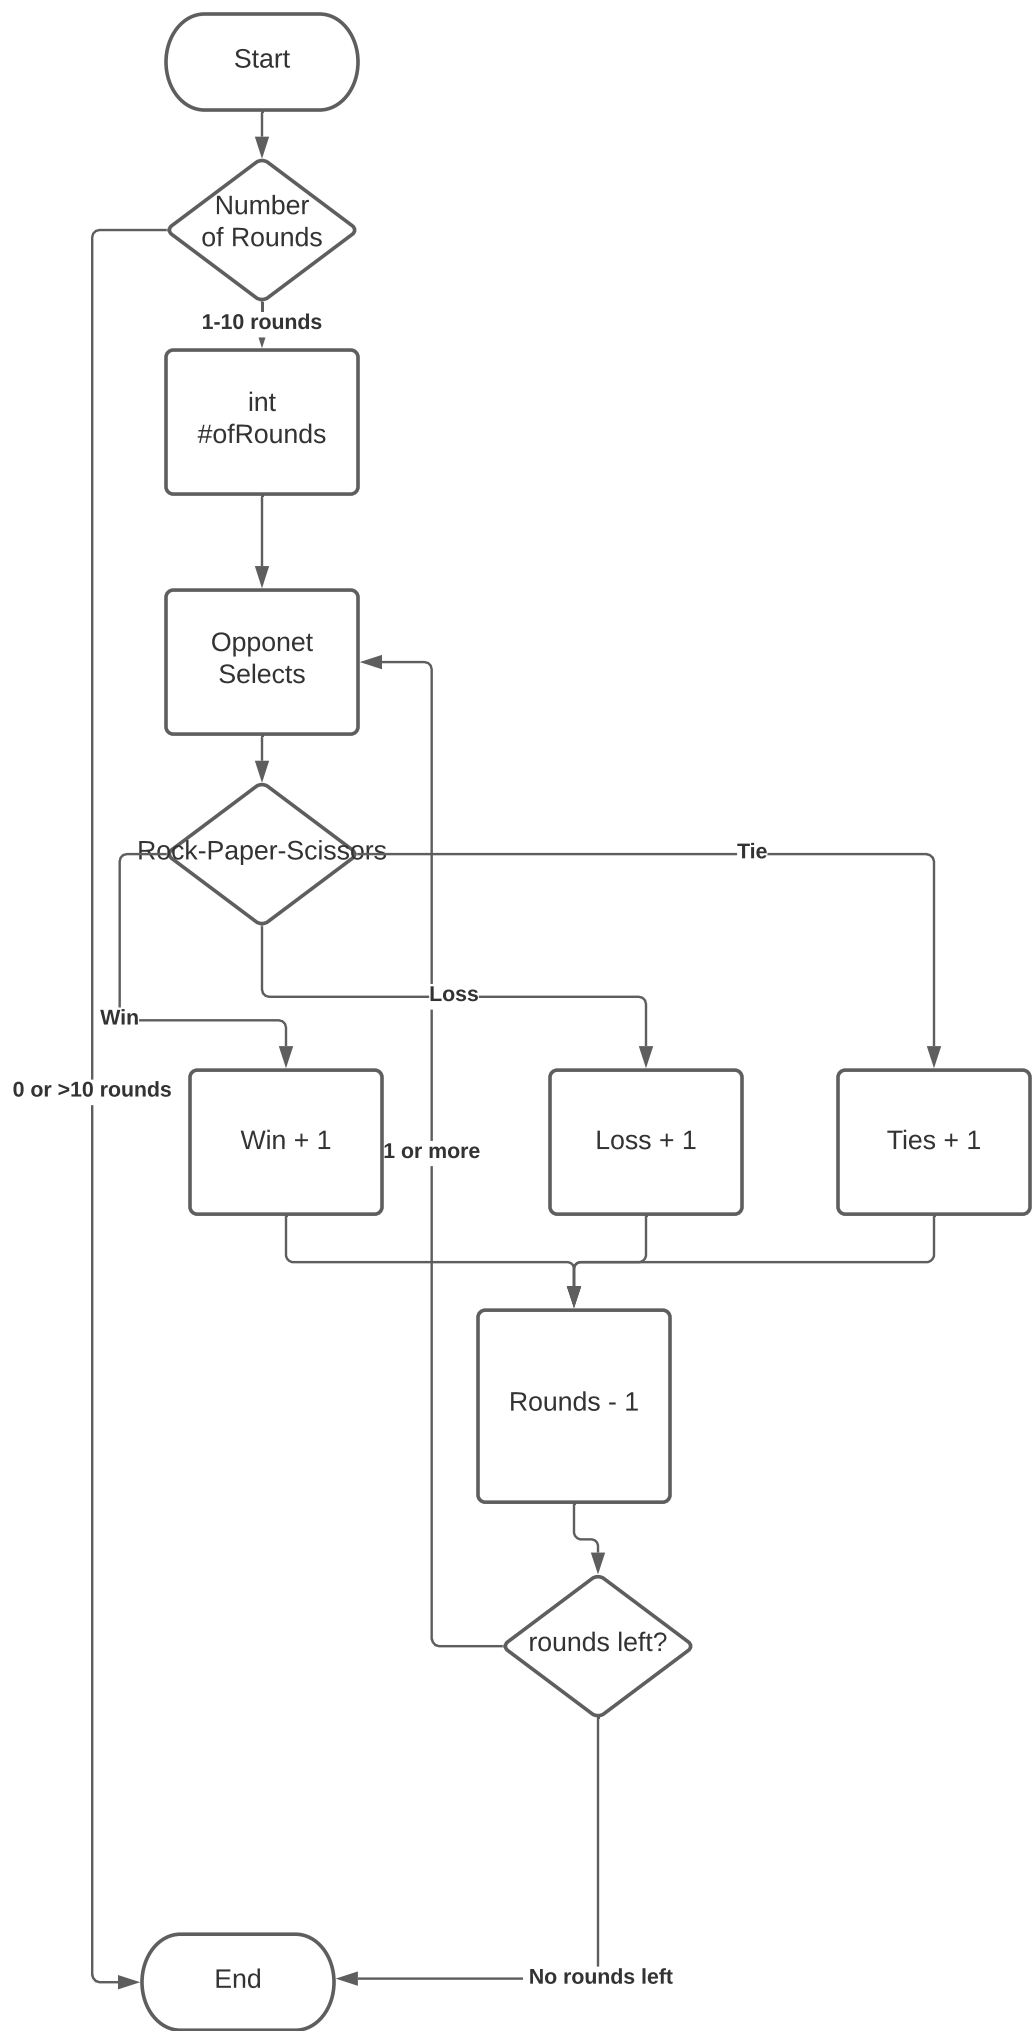 Start
Number
of Rounds
1-10 rounds
int
#ofRounds
Opponet
Selects
Rock-Paper-Scissors
Tie
Loss
Win
0 or >10 rounds
Win + 1
1 or more
Loss + 1
Ties + 1
Rounds - 1
rounds left?
No rounds left
End